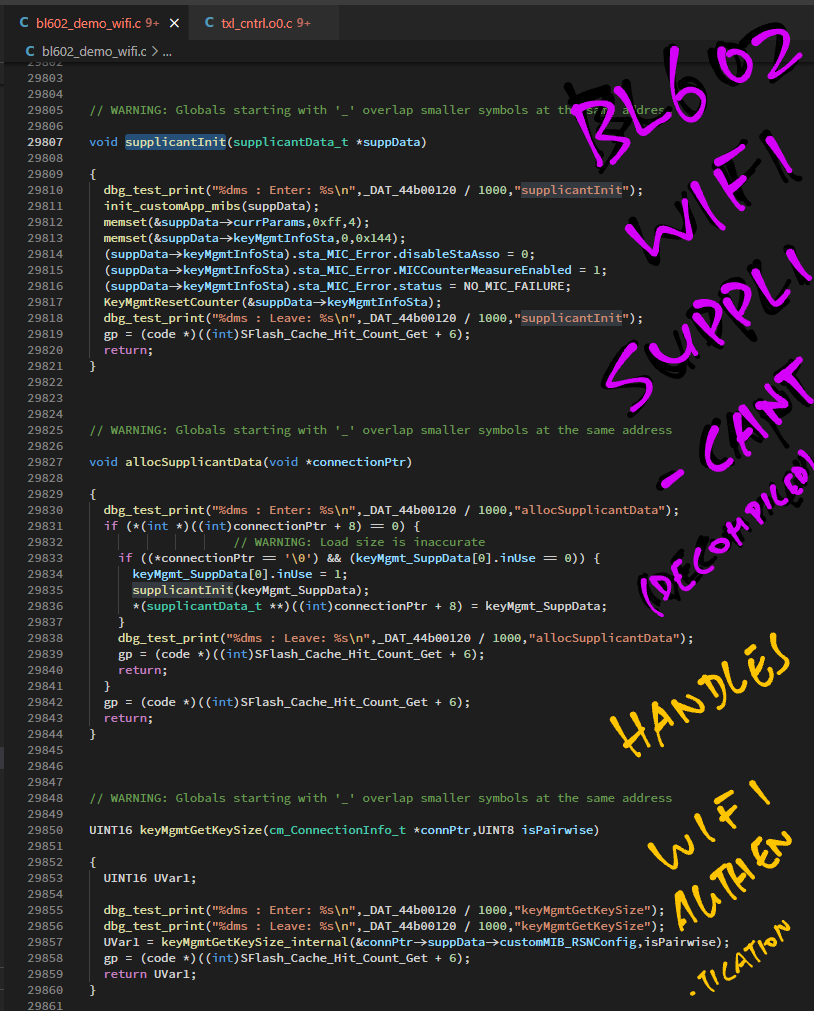 bl602_demo_wifi.c 9+ ×
txl_cntrl.o0.c 9+
bl602_demo_wifi.c > ...
29802
29803
29804
29805 // WARNING: Globals starting with '_' overlap smaller symbols at the same addre
29806
29807 void supplicantInit(supplicantData_t *suppData)
29808
29809 {
29810 dbg_test_print("%dms : Enter: %s\n",_DAT_44b00120 / 1000,"supplicantInit");
29811 init_customApp_mibs(suppData);
29812 memset(&suppData->currParams,0xff,4);
29813 memset(&suppData->keyMgmtInfoSta,0,0x144);
29814 (suppData->keyMgmtInfoSta).sta_MIC_Error.disableStaAsso = 0;
29815 (suppData->keyMgmtInfoSta).sta_MIC_Error.MICCounterMeasureEnabled = 1;
29816 (suppData->keyMgmtInfoSta).sta_MIC_Error.status = NO_MIC_FAILURE;
29817 KeyMgmtResetCounter(&suppData->keyMgmtInfoSta);
29818 dbg_test_print("%dms : Leave: %s\n",_DAT_44b00120 / 1000,"supplicantInit");
29819 gp = (code *)((int)SFlash_Cache_Hit_Count_Get + 6);
29820 return;
29821 }
29822
29823
29824
29825 // WARNING: Globals starting with '_' overlap smaller symbols at the same address
29826
29827 void allocSupplicantData(void *connectionPtr)
29828
29829 {
29830 dbg_test_print("%dms : Enter: %s\n",_DAT_44b00120 / 1000,"allocSupplicantData");
29831 if (*(int *)((int)connectionPtr + 8) == 0) {
29832 // WARNING: Load size is inaccurate
29833 if ((*connectionPtr == '\0') && (keyMgmt_SuppData[0].inUse == 0)) {
29834 keyMgmt_SuppData[0].inUse = 1;
29835 supplicantInit(keyMgmt_SuppData);
29836 *(supplicantData_t **)((int)connectionPtr + 8) = keyMgmt_SuppData;
29837 }
29838 dbg_test_print("%dms : Leave: %s\n",_DAT_44b00120 / 1000,"allocSupplicantData");
29839 gp = (code *)((int)SFlash_Cache_Hit_Count_Get + 6);
29840 return;
29841 }
29842 gp = (code *)((int)SFlash_Cache_Hit_Count_Get + 6);
29843 return;
29844 }
29845
29846
29847
29848 // WARNING: Globals starting with '_' overlap smaller symbols at the same address
29849
29850 UINT16 keyMgmtGetKeySize(cm_ConnectionInfo_t *connPtr,UINT8 isPairwise)
29851
29852 {
29853 UINT16 UVar1;
29854
29855 dbg_test_print("%dms : Enter: %s\n",_DAT_44b00120 / 1000,"keyMgmtGetKeySize");
29856 dbg_test_print("%dms : Leave: %s\n",_DAT_44b00120 / 1000,"keyMgmtGetKeySize");
29857 UVar1 = keyMgmtGetKeySize_internal(&connPtr->suppData->customMIB_RSNConfig,isPairwise);
29858 gp = (code *)((int)SFlash_Cache_Hit_Count_Get + 6);
29859 return UVar1;
29860 }
29861
BL602
WIFI
SUPPLI
-CANT
(DECOMPILED)
HANDLES
WIFI
AUTHEN
-TICATION